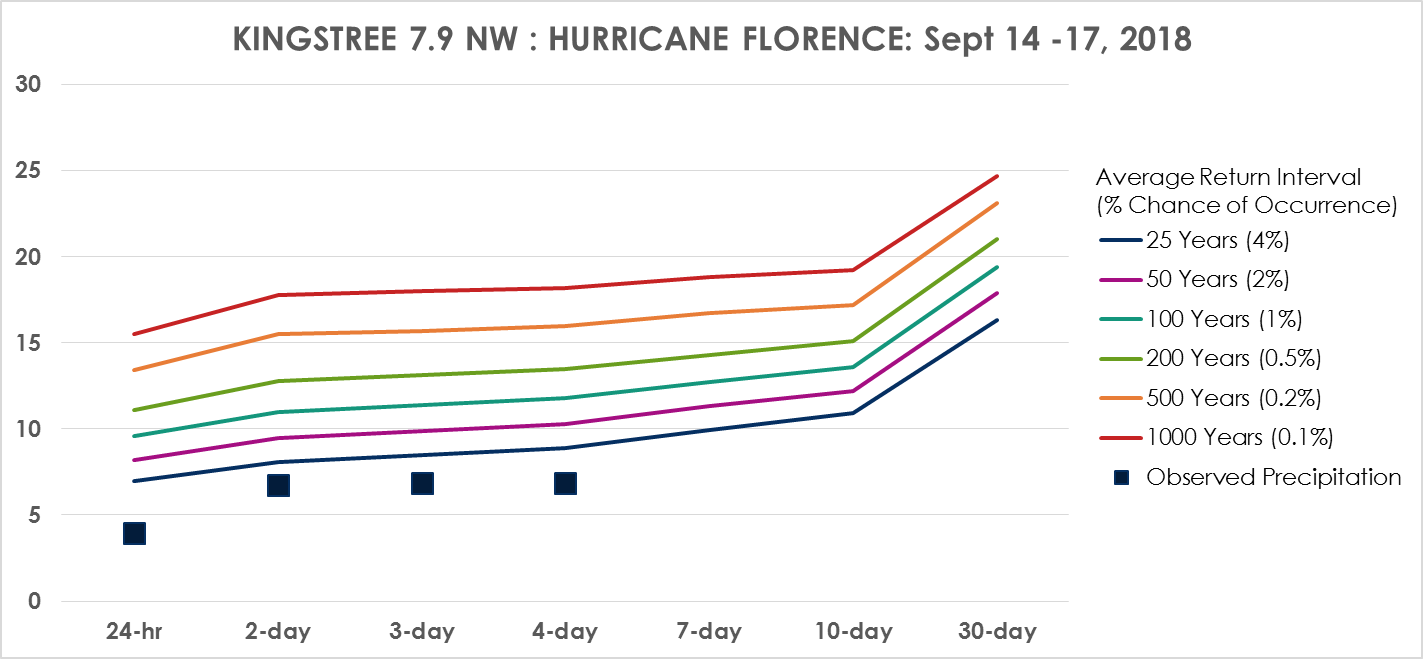 KINGSTREE 7.9 NW : HURRICANE FLORENCE: Sept 14 -17, 2018
30
25
20
15
10
5
0
24-hr 2-day 3-day 4-day 7-day 10-day 30-day
Average Return Interval
(% Chance of Occurrence)
25 Years (4%)
50 Years (2%)
100 Years (1%)
200 Years (0.5%)
500 Years (0.2%)
1000 Years (0.1%)
Observed Precipitation